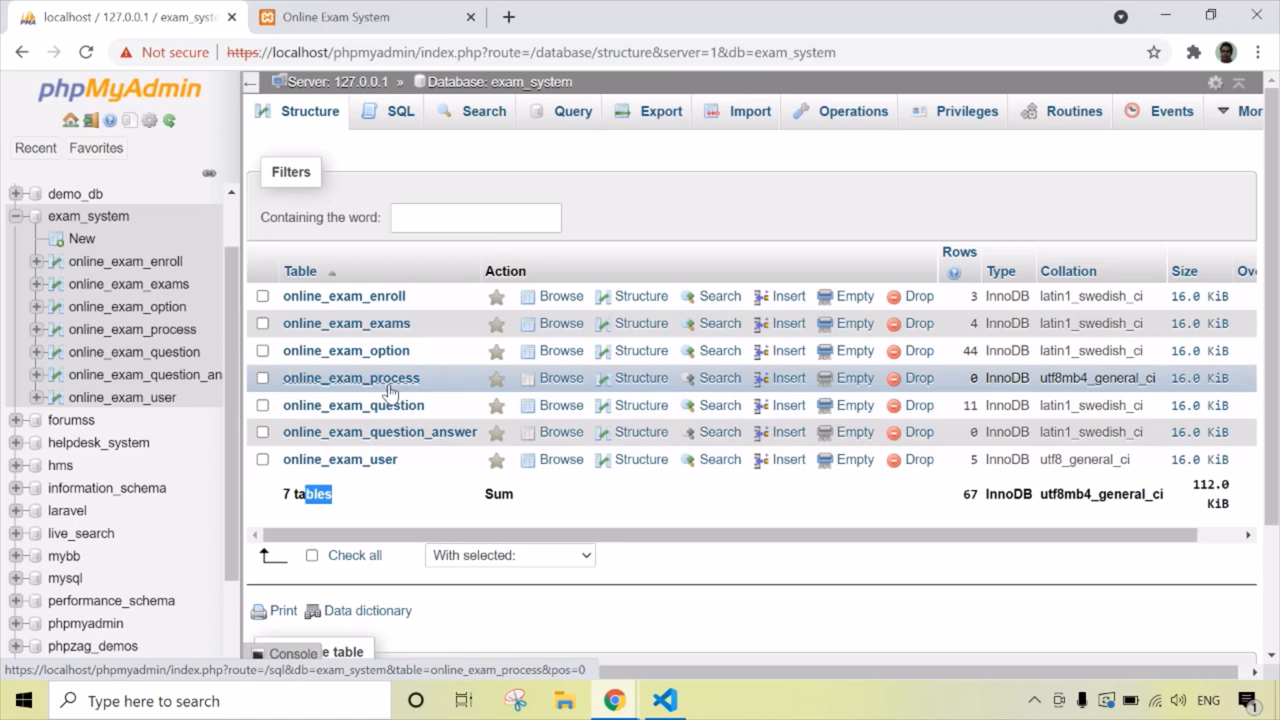 localhost / 127.0.0.1 / exam_syst
Online Exam System
Not secure
https://localhost/phpmyadmin/index.php?route=/database/structure&server=1&db=exam_system
phpMyAdmin
Recent Favorites
demo_db
exam_system
New
online_exam_enroll
online_exam_exams
online_exam_option
online_exam_process
online_exam_question
online_exam_question_an
online_exam_user
forumss
helpdesk_system
hms
information_schema
laravel
live_search
mybb
mysql
performance_schema
phpmyadmin
phpzag_demos
Server: 127.0.0.1 » Database: exam_system
Structure SQL Search Query Export Import Operations Privileges Routines Events Mor
Filters
Containing the word:
Table Action Rows Type Collation Size Ove
online_exam_enroll Browse Structure Search Insert Empty Drop 3 InnoDB latin1_swedish_ci 16.0 KiB
online_exam_exams Browse Structure Search Insert Empty Drop 4 InnoDB latin1_swedish_ci 16.0 KiB
online_exam_option Browse Structure Search Insert Empty Drop 44 InnoDB latin1_swedish_ci 16.0 KiB
online_exam_process Browse Structure Search Insert Empty Drop 0 InnoDB utf8mb4_general_ci 16.0 KiB
online_exam_question Browse Structure Search Insert Empty Drop 11 InnoDB latin1_swedish_ci 16.0 KiB
online_exam_question_answer Browse Structure Search Insert Empty Drop 0 InnoDB latin1_swedish_ci 16.0 KiB
online_exam_user Browse Structure Search Insert Empty Drop 5 InnoDB utf8_general_ci 16.0 KiB
7 tables Sum 67 InnoDB utf8mb4_general_ci 112.0 KiB
Check all With selected:
Print Data dictionary
Console e table
https://localhost/phpmyadmin/index.php?route=/sql&db=exam_system&table=online_exam_process&pos=0
Type here to search
ENG
1